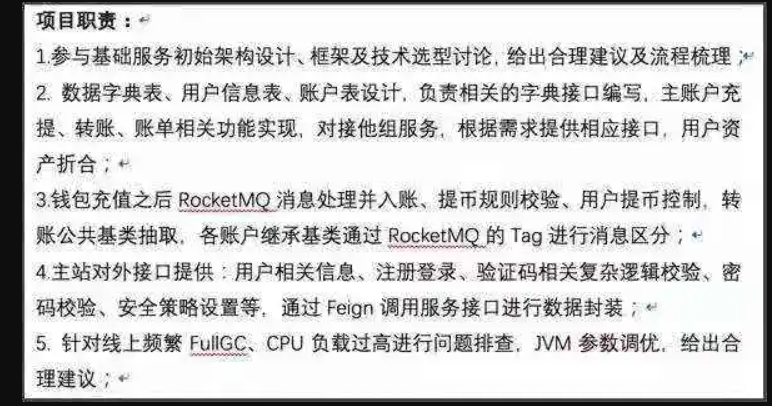 项目职责：
1.参与基础服务初始架构设计、框架及技术选型讨论，给出合理建议及流程梳理；
2. 数据字典表、用户信息表、账户表设计，负责相关的字典接口编写，主账户充
提、转账、账单相关功能实现，对接他组服务，根据需求提供相应接口，用户资
产折合；
3.钱包充值之后 RocketMQ 消息处理并入账、提币规则校验、用户提币控制，转
账公共基类抽取，各账户继承基类通过 RocketMQ 的 Tag 进行消息区分；
4.主站对外接口提供：用户相关信息、注册登录、验证码相关复杂逻辑校验、密
码校验、安全策略设置等，通过 Feign 调用服务接口进行数据封装；
5. 针对线上频繁 FullGC、CPU 负载过高进行问题排查，JVM 参数调优，给出合
理建议；